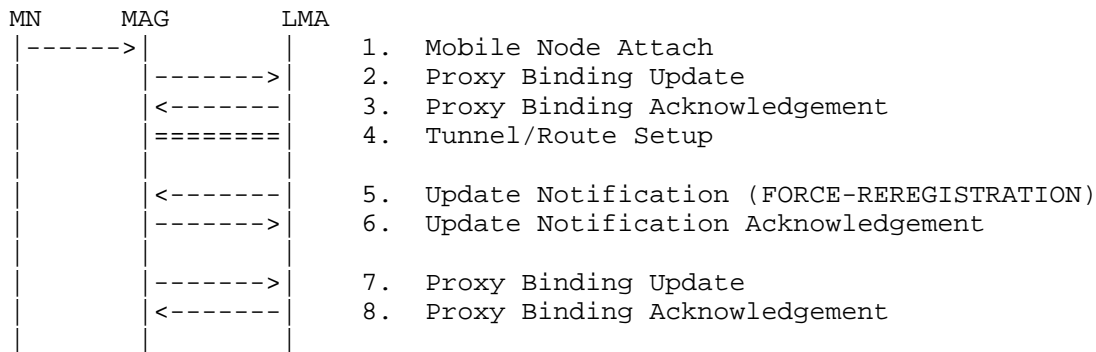 MN MAG LMA
|------>| | 1. Mobile Node Attach
| |------->| 2. Proxy Binding Update
| |<-------| 3. Proxy Binding Acknowledgement
| |========| 4. Tunnel/Route Setup
| | |
| |<-------| 5. Update Notification (FORCE-REREGISTRATION)
| |------->| 6. Update Notification Acknowledgement
| | |
| |------->| 7. Proxy Binding Update
| |<-------| 8. Proxy Binding Acknowledgement
| | |